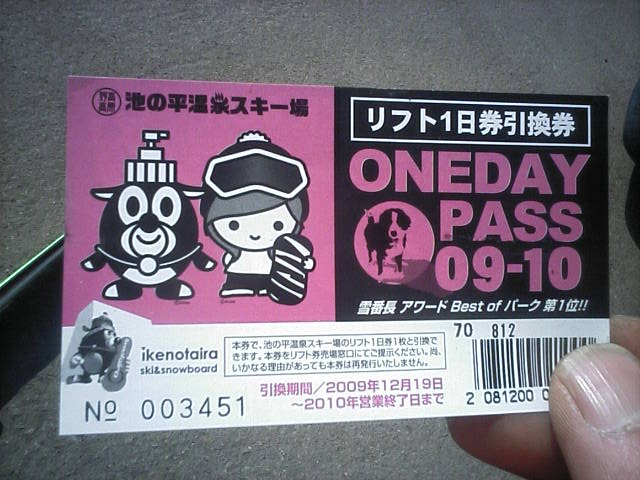 池の平温泉スキー場
リフト1日券引換券
ONEDAY
PASS
09-10
雪番長 アワード Best of パーク 第1位!!
70 812
ikenotaira
ski&snowboard
本券で、池の平温泉スキー場のリフト1日券1枚と引換で
きます。本券をリフト券売場窓口にてご提示ください。尚、
いかなる理由があっても本券は再発行いたしません。
引換期間/2009年12月19日
~2010年営業終了日まで
№ 003451
2 081200